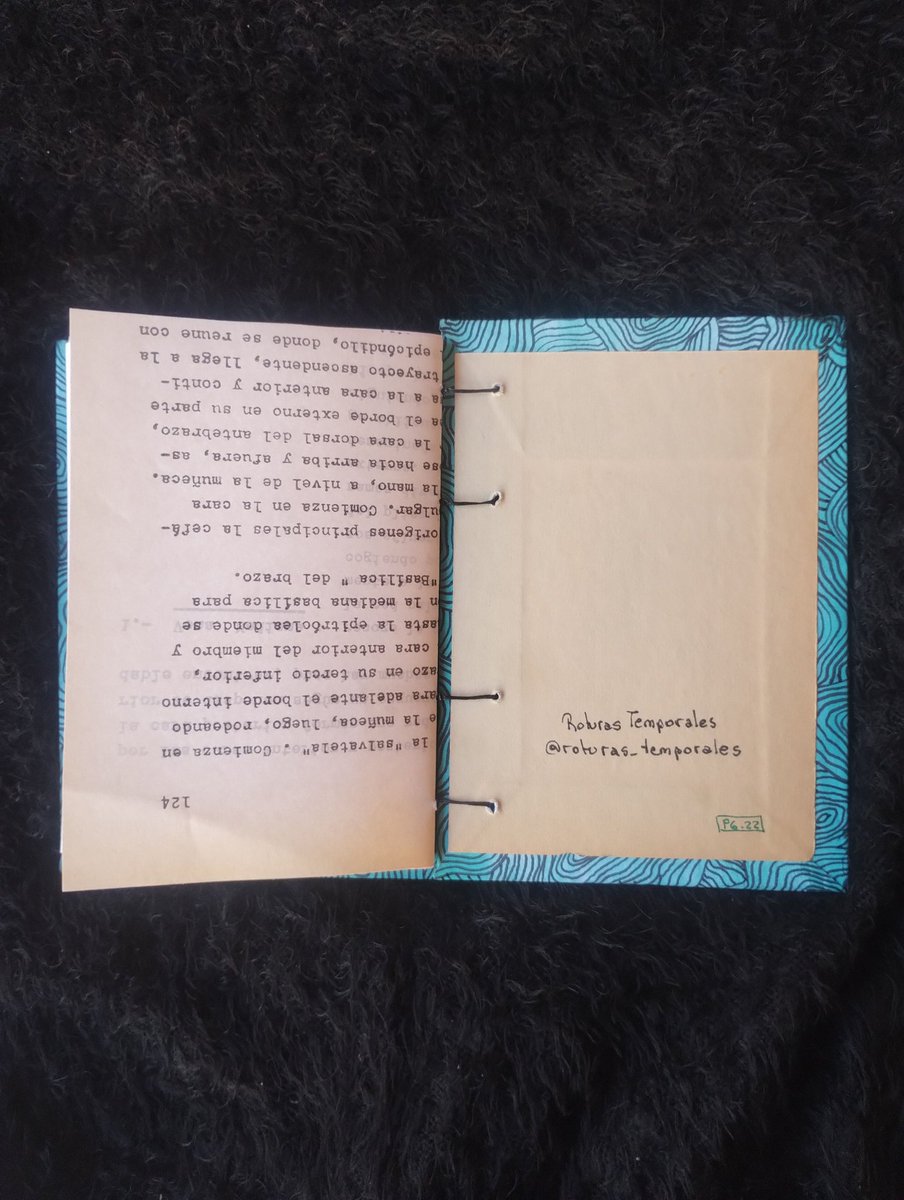 124
la "salvatela". Comienza en
e la muñeca, luego, rodeando
ara adelante el borde interno
azo en su tercio inferior,
cara anterior del miembro y
asta la epitróclea donde se
n la mediana basílica para
"Basílica " del brazo.
orígenes principales la cefá-
ulgar. Comienza en la cara
la mano, a nivel de la muñeca.
se hacia arriba y afuera, as-
la cara dorsal del antebrazo,
ea el borde externo en su parte
a a la cara anterior y conti-
trayecto ascendente, llega a la
epicóndilo, donde se reune con
Roturas Temporales
@roturas_temporales
P6.22